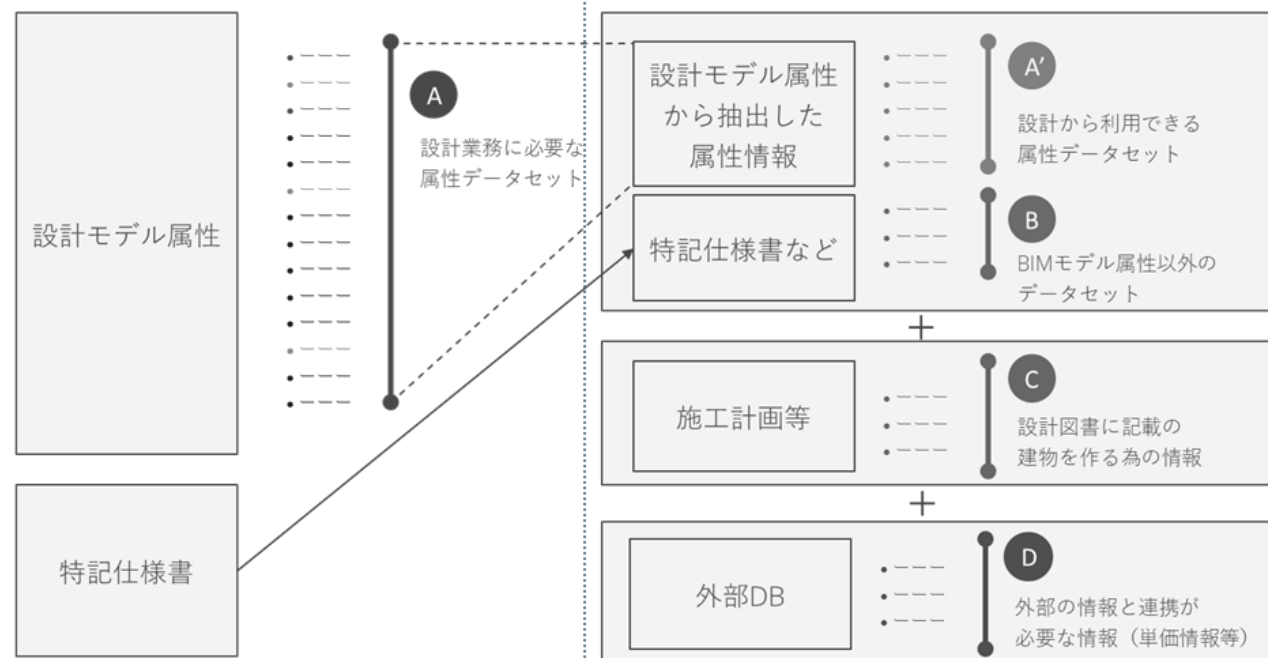 設計モデル属性
特記仕様書
A
設計業務に必要な
属性データセット
設計モデル属性
から抽出した
属性情報
A’
設計から利用できる
属性データセット
特記仕様書など
B
BIMモデル属性以外の
データセット
+
施工計画等
C
設計図書に記載の
建物を作る為の情報
+
外部DB
D
外部の情報と連携が
必要な情報（単価情報等）